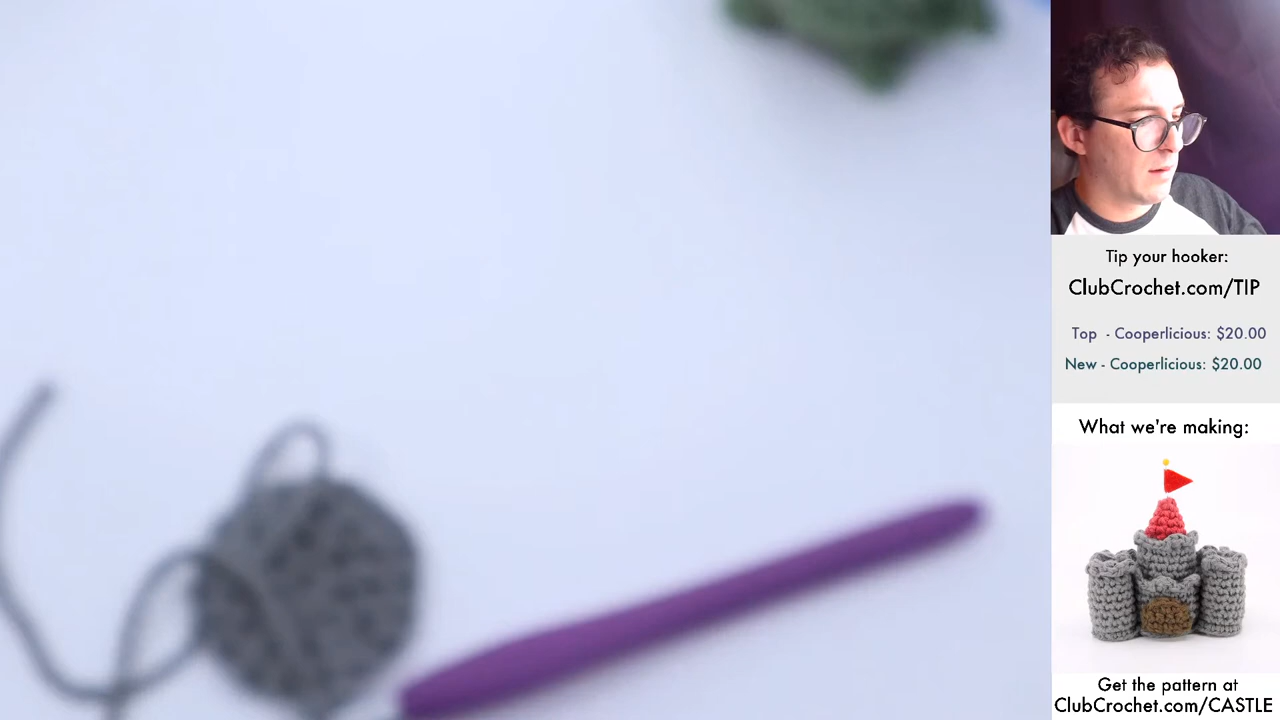 Tip your hooker:
ClubCrochet.com/TIP
Top - Cooperlicious: $20.00
New - Cooperlicious: $20.00
What we're making:
Get the pattern at
ClubCrochet.com/CASTLE